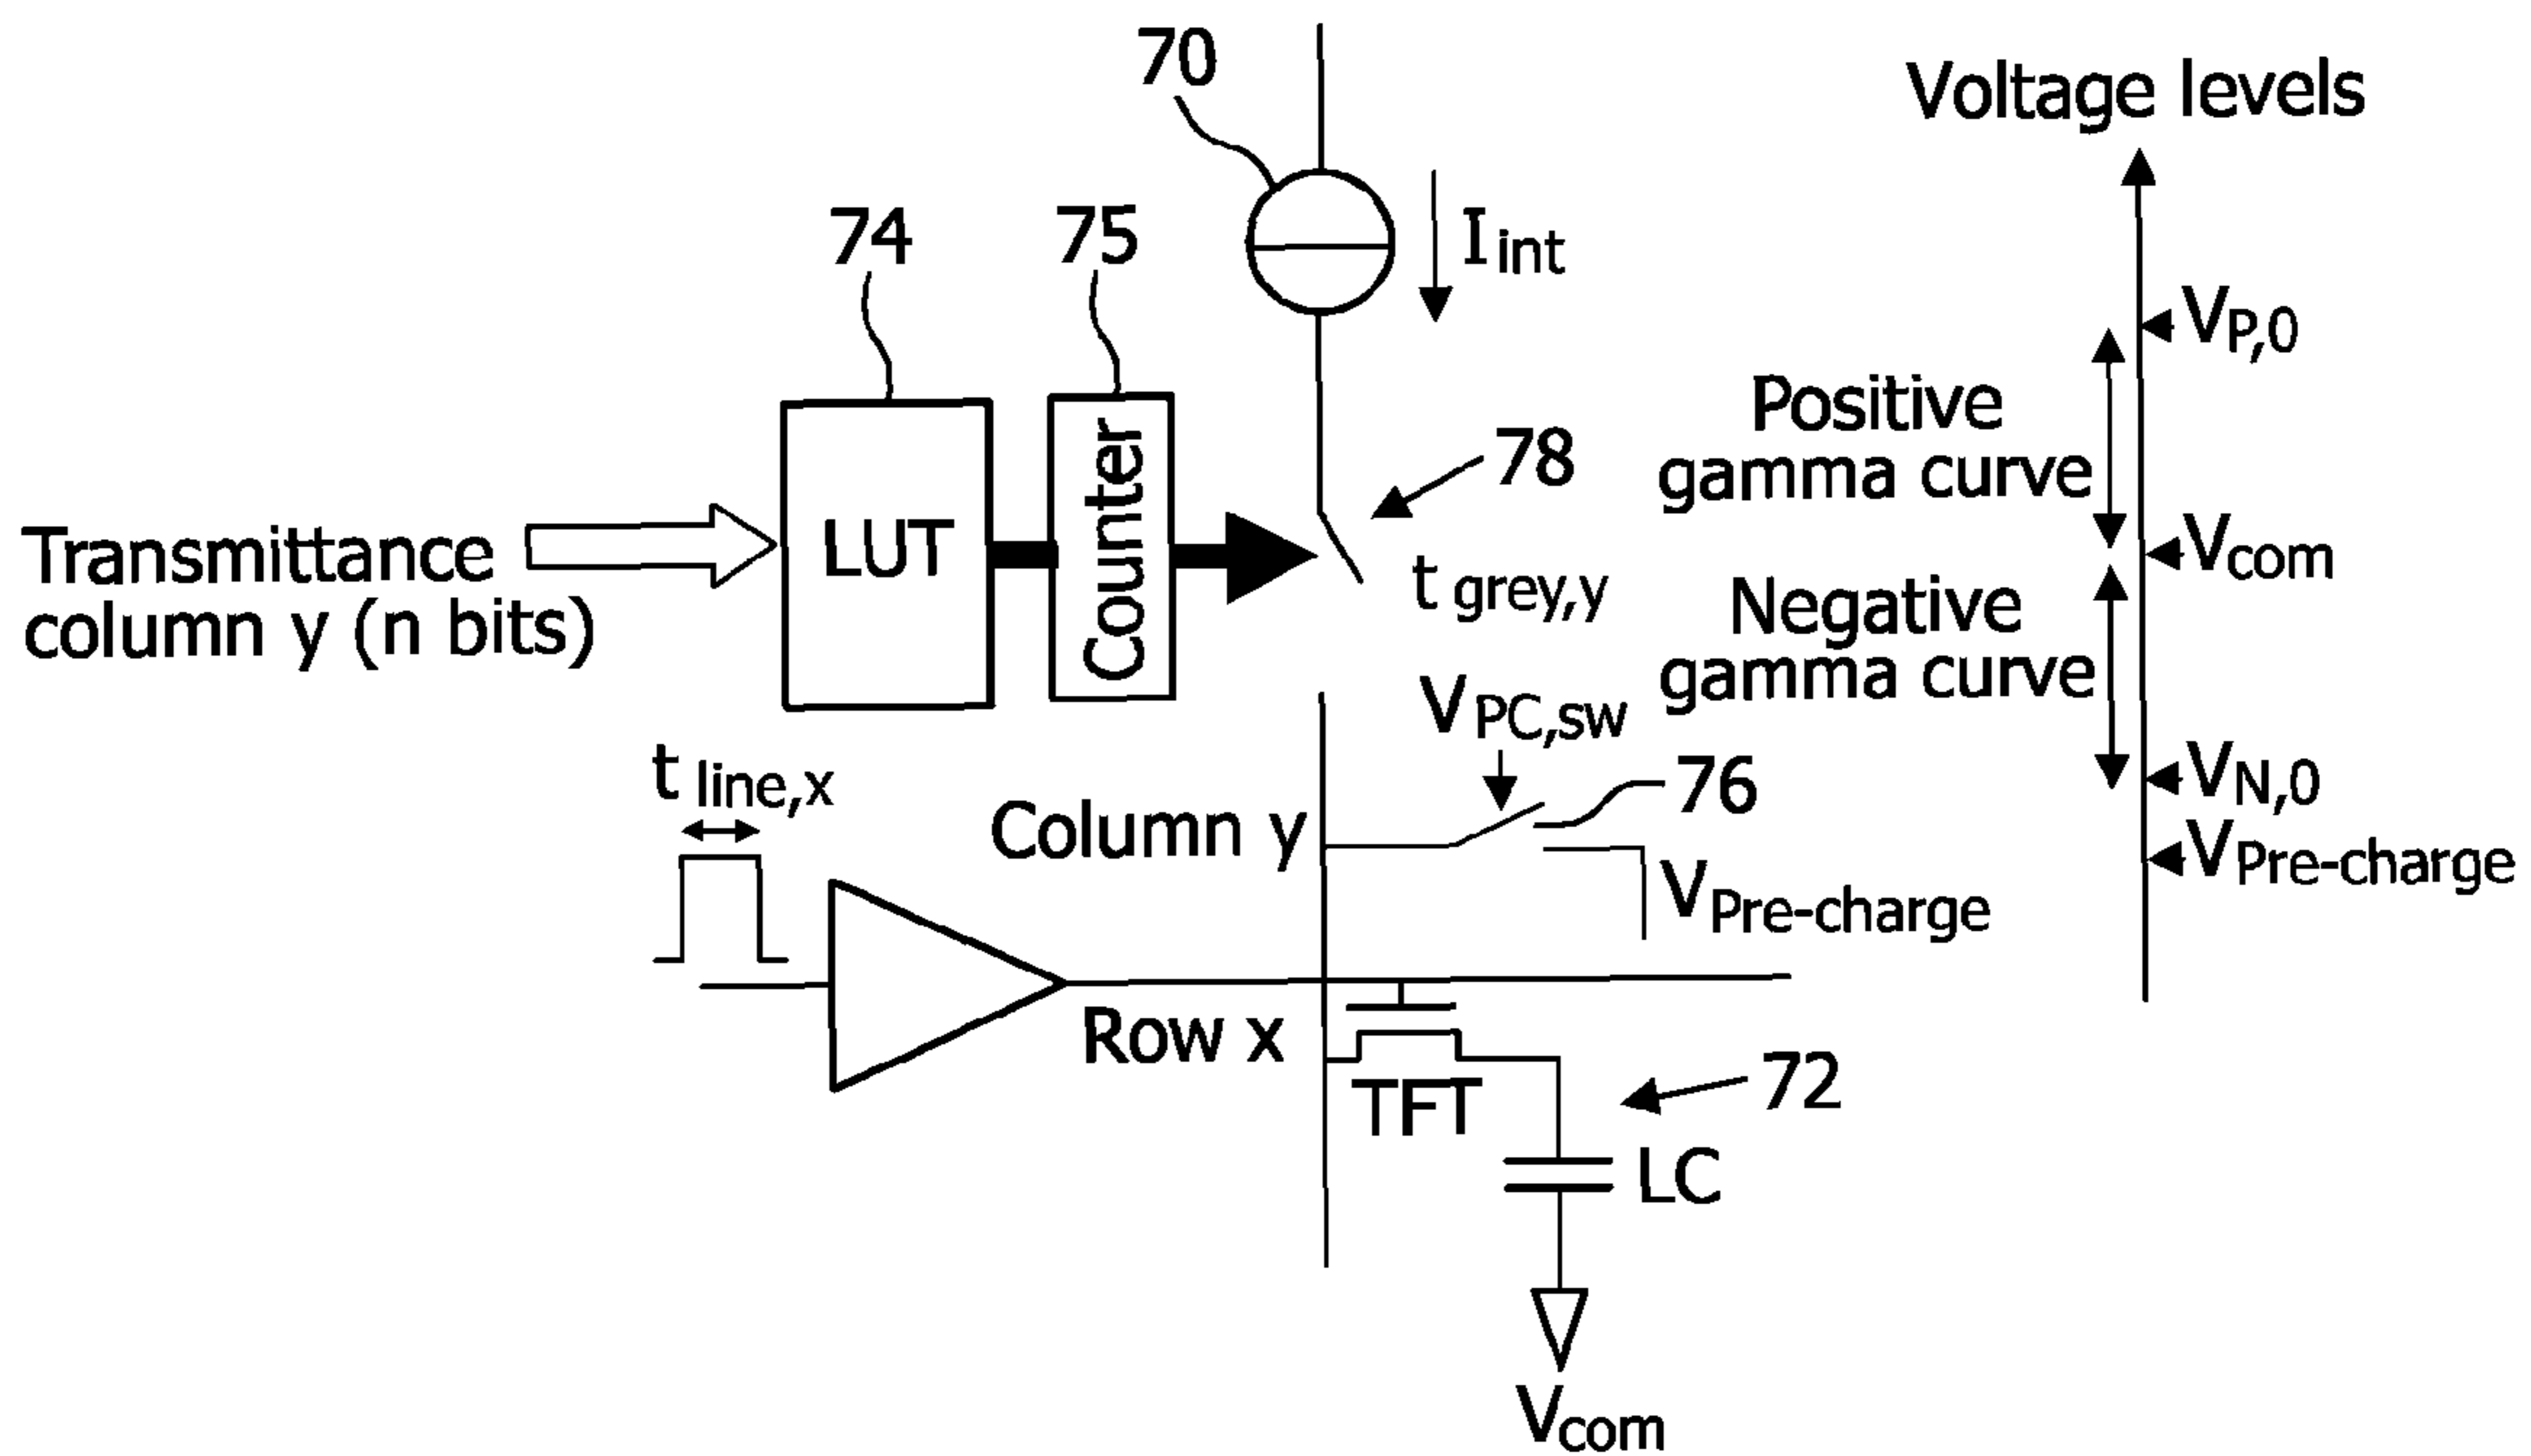 70
Voltage levels
74
75
I int
VP,0
Positive
gamma curve
78
LUT
Counter
Transmittance
column y (n bits)
t grey,y
Vcom
Negative
gamma curve
VPC,sw
t line,x
76
VN,0
Column y
VPre-charge
VPre-charge
Row x
TFT
72
LC
Vcom